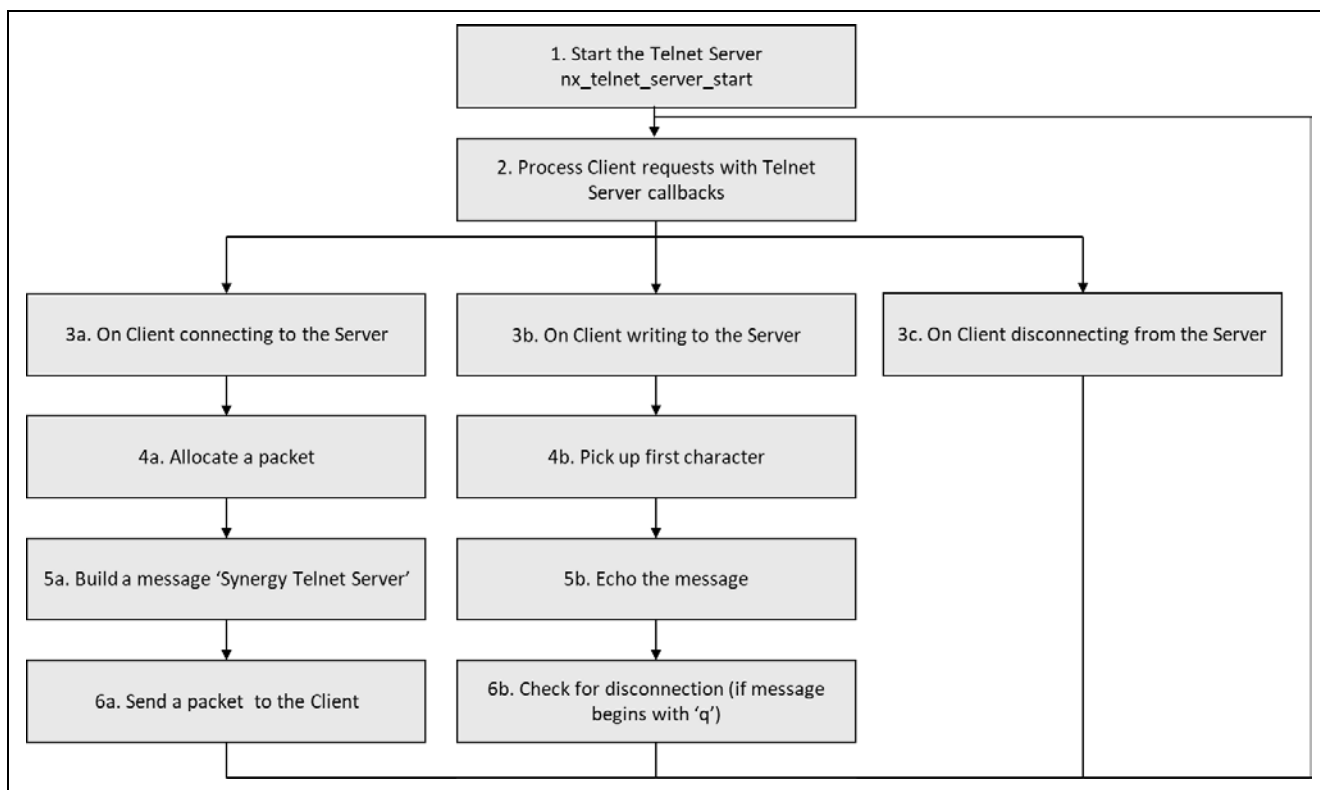 1. Start the Telnet Server
nx_telnet_server_start
2. Process Client requests with Telnet
Server callbacks
3a. On Client connecting to the Server
3b. On Client writing to the Server
3c. On Client disconnecting from the Server
4a. Allocate a packet
4b. Pick up first character
5a. Build a message ‘Synergy Telnet Server’
5b. Echo the message
6a. Send a packet  to the Client
6b. Check for disconnection (if message
begins with ‘q’)